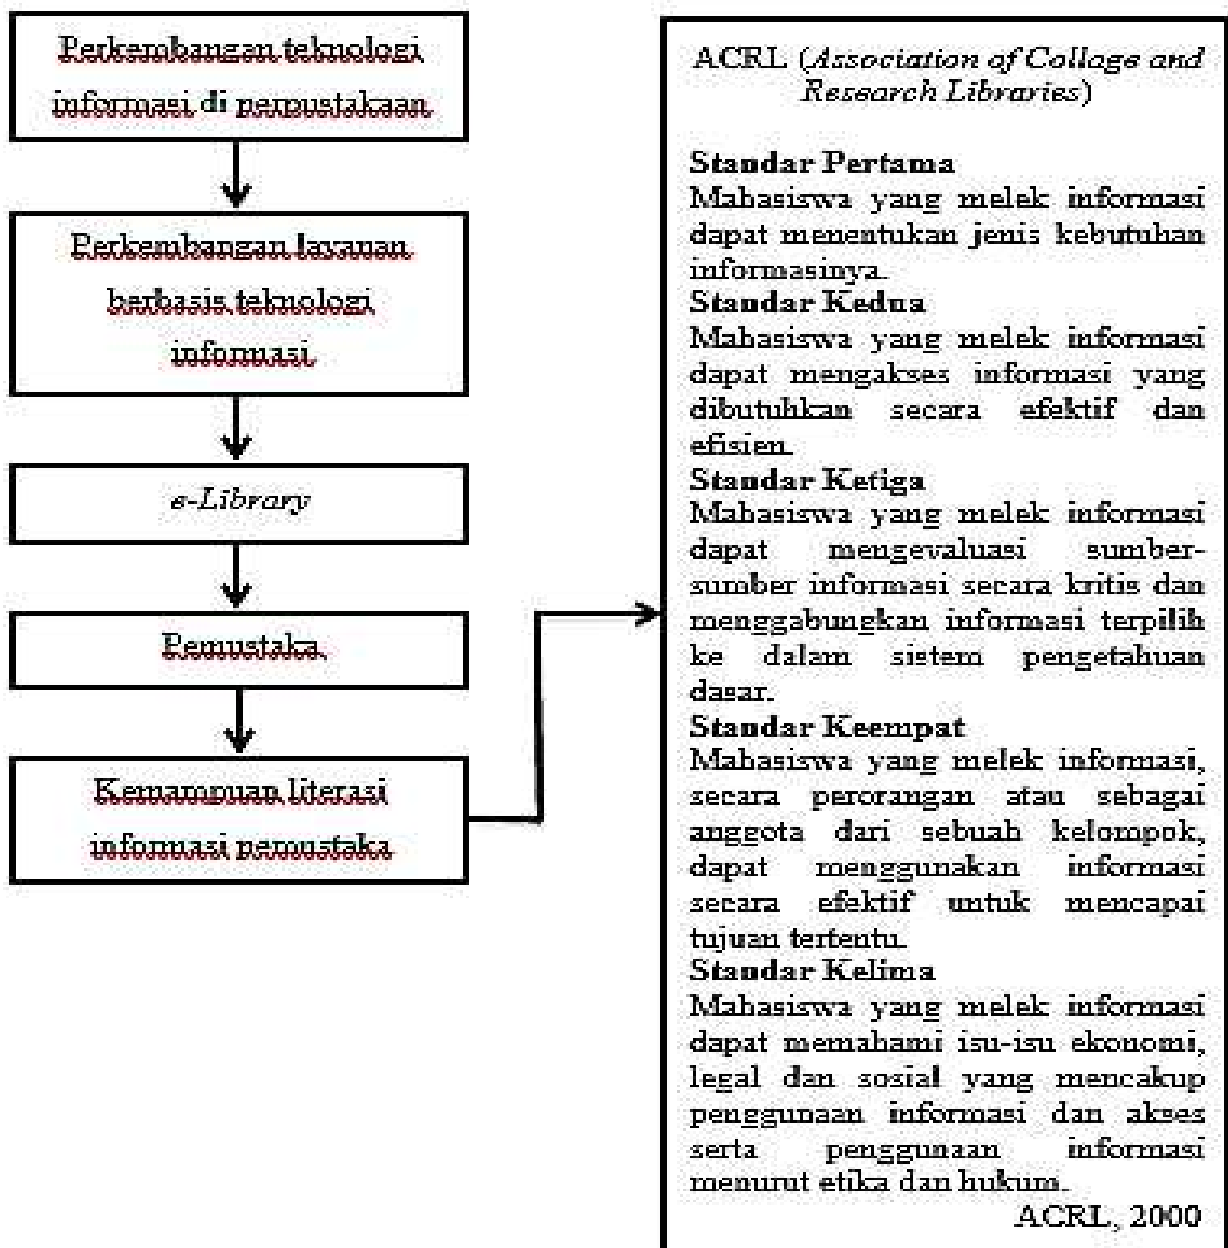 Perkembangan teknologi
informasi di perpustakaan
Perkembangan layanan
berbasis teknologi
informasi
e-Library
Pemustaka
Kemampuan literasi
informasi pemustaka
ACRL (Association of Collage and
Research Libraries)
Standar Pertama
Mahasiswa yang melek informasi
dapat menentukan jenis kebutuhan
informasinya.
Standar Kedua
Mahasiswa yang melek informasi
dapat mengakses informasi yang
dibutuhkan secara efektif dan
efisien.
Standar Ketiga
Mahasiswa yang melek informasi
dapat mengevaluasi sumber-
sumber informasi secara kritis dan
menggabungkan informasi terpilih
ke dalam sistem pengetahuan
dasar.
Standar Keempat
Mahasiswa yang melek informasi,
secara perorangan atau sebagai
anggota dari sebuah kelompok,
dapat menggunakan informasi
secara efektif untuk mencapai
tujuan tertentu.
Standar Kelima
Mahasiswa yang melek informasi
dapat memahami isu-isu ekonomi,
legal dan sosial yang mencakup
penggunaan informasi dan akses
serta penggunaan informasi
menurut etika dan hukum.
ACRL, 2000